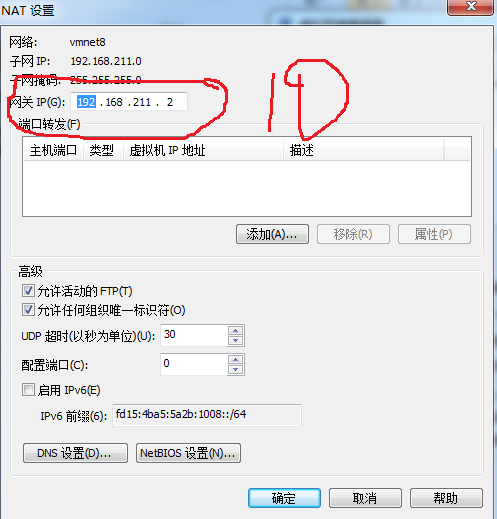 NAT 设置
网络: vmnet8
子网 IP: 192.168.211.0
子网掩码: 255.255.255.0
网关 IP(G): 192 . 168 . 211 . 2
端口转发(F)
主机端口 类型 虚拟机 IP 地址 描述
添加(A)... 移除(R) 属性(P)
高级
允许活动的 FTP(T)
允许任何组织唯一标识符(O)
UDP 超时(以秒为单位)(U): 30
配置端口(C): 0
启用 IPv6(E)
IPv6 前缀(6): fd15:4ba5:5a2b:1008::/64
DNS 设置(D)... NetBIOS 设置(N)...
确定 取消 帮助